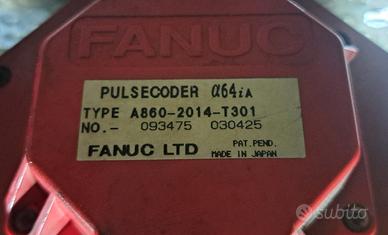 FANUC
PULSECODER α64iA
TYPE A860-2014-T301
NO.- 093475 030425
PAT. PEND.
FANUC LTD MADE IN JAPAN
subito